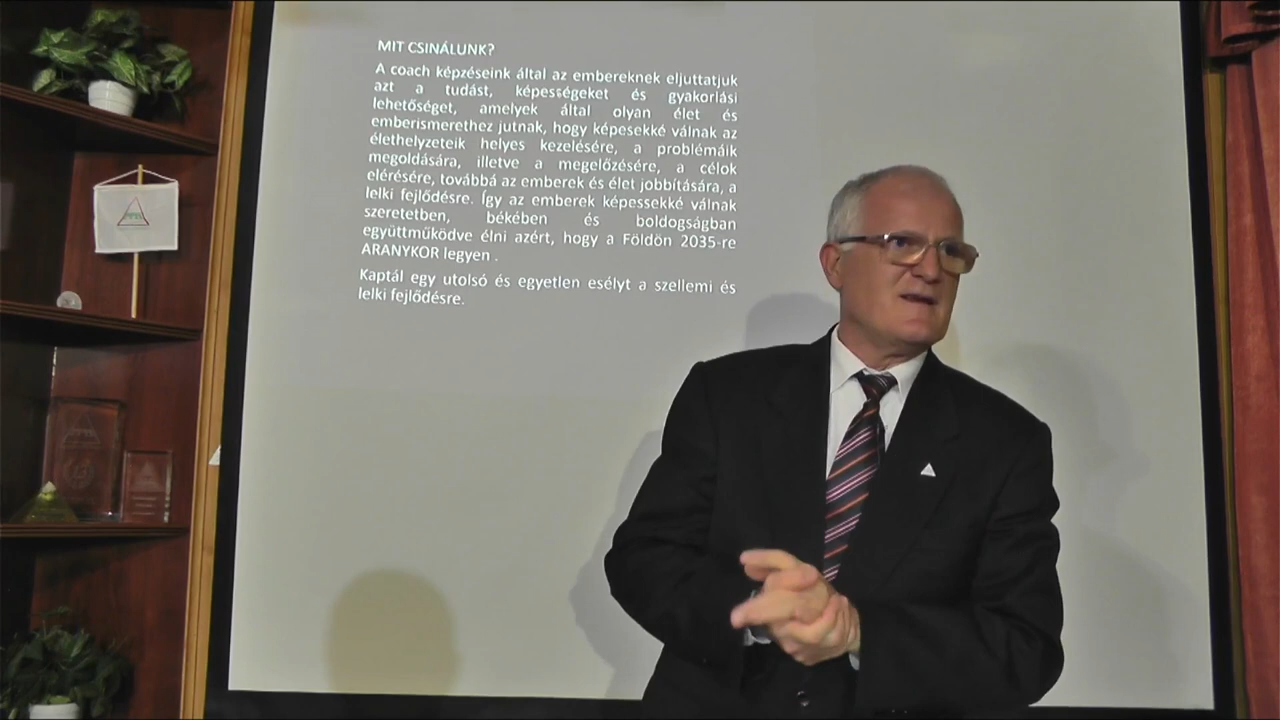 MIT CSINÁLUNK?
A coach képzéseink által az embereknek eljuttatjuk
azt a tudást, képességeket és gyakorlási
lehetőséget, amelyek által olyan élet és
emberismerethez jutnak, hogy képesekké válnak az
élethelyzeteik helyes kezelésére, a problémáik
megoldására, illetve a megelőzésére, a célok
elérésére, továbbá az emberek és élet jobbítására, a
lelki fejlődésre. Így az emberek képessekké válnak
szeretetben, békében és boldogságban
együttműködve élni azért, hogy a Földön 2035-re
ARANYKOR legyen .
Kaptál egy utolsó és egyetlen esélyt a szellemi és
lelki fejlődésre.